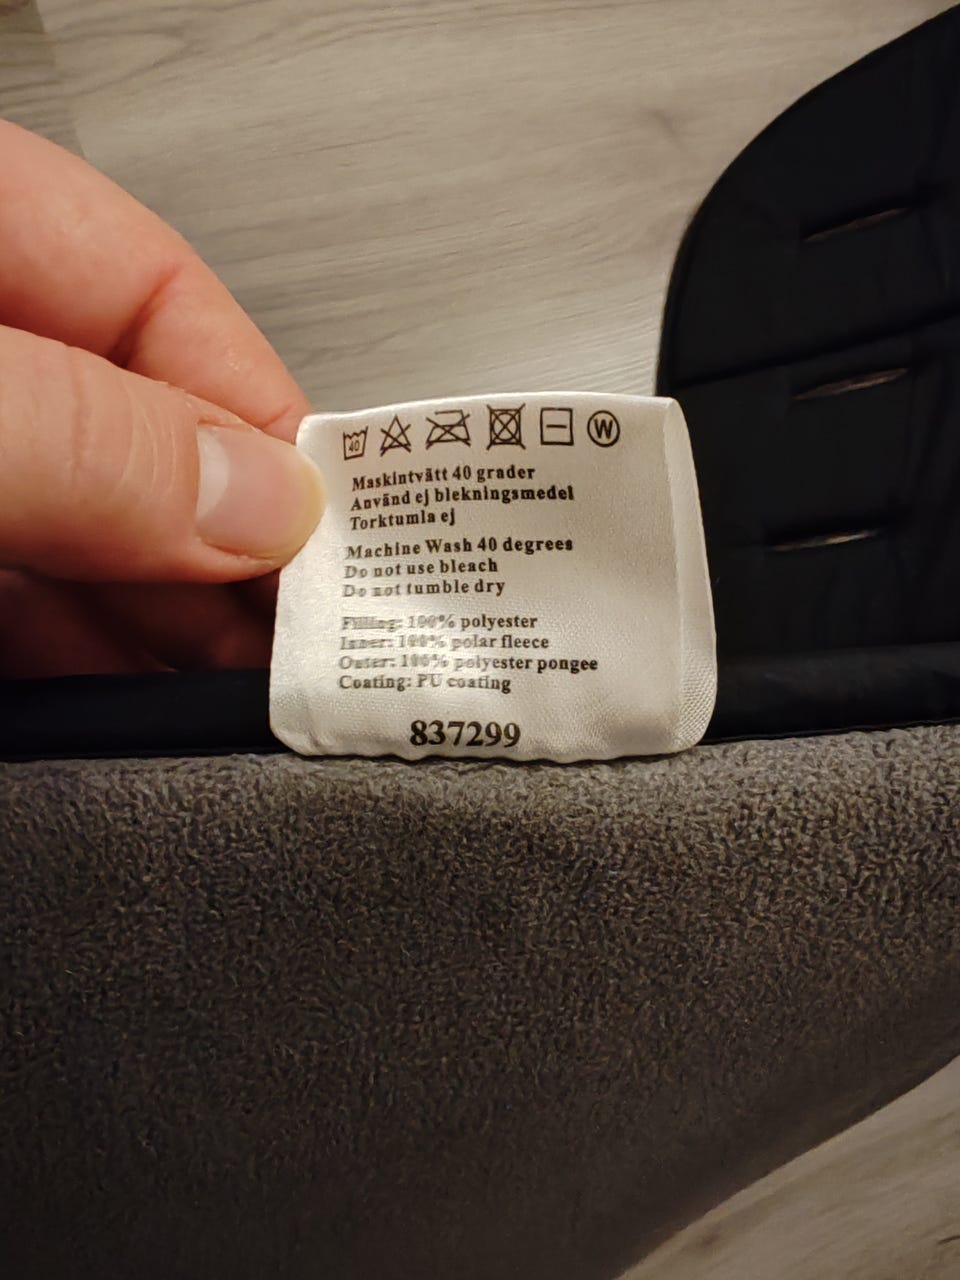 40
W
Maskintvätt 40 grader
Använd ej blekningsmedel
Torktumla ej
Machine Wash 40 degrees
Do not use bleach
Do not tumble dry
Filling: 100% polyester
Inner: 100% polar fleece
Outer: 100% polyester pongee
Coating: PU coating
837299